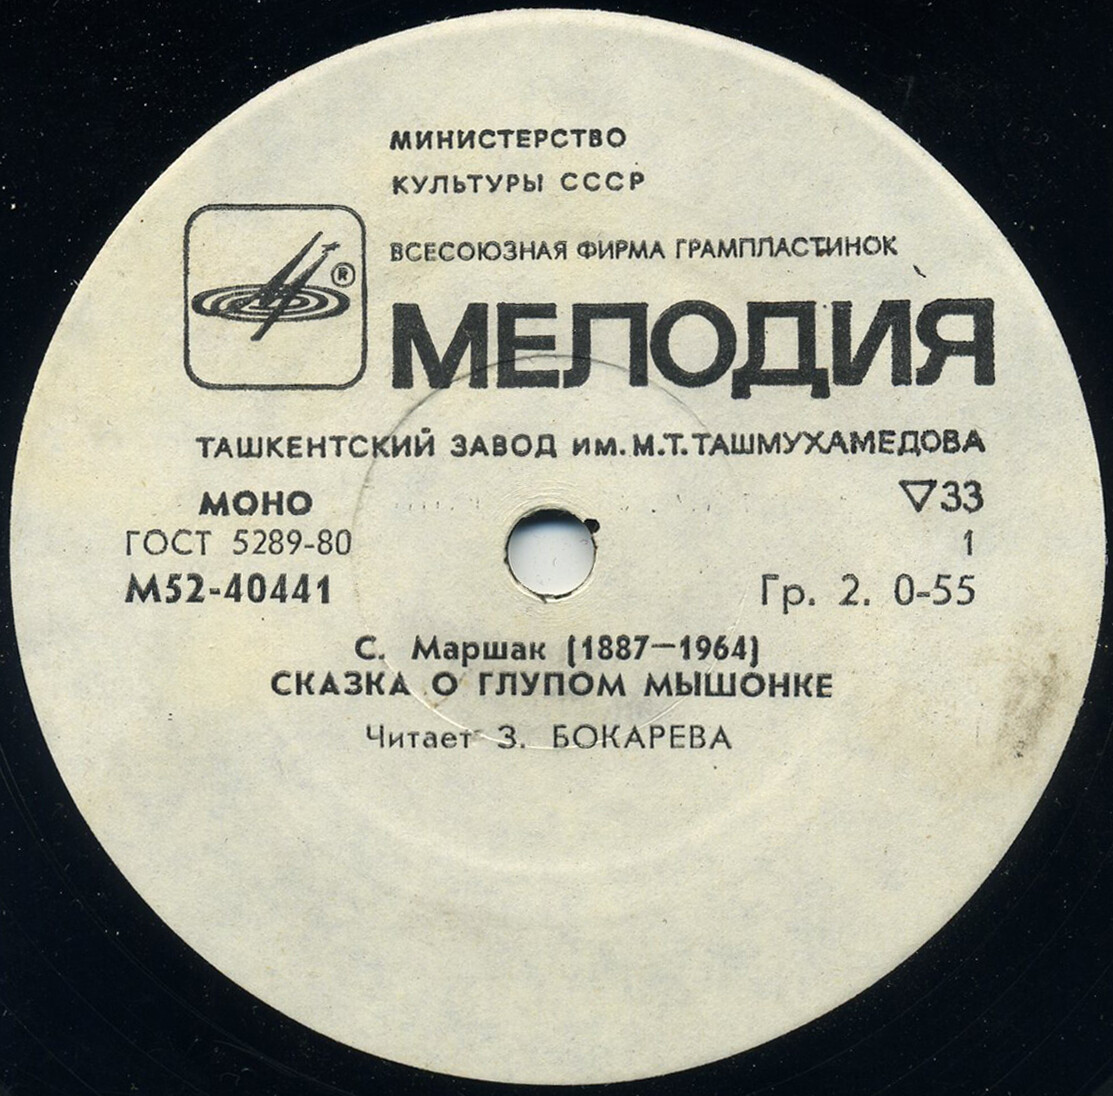 МИНИСТЕРСТВО
КУЛЬТУРЫ СССР
ВСЕСОЮЗНАЯ ФИРМА ГРАМПЛАСТИНОК
®
МЕЛОДИЯ
ТАШКЕНТСКИЙ ЗАВОД им. М.Т.ТАШМУХАМЕДОВА
МОНО ▽33
ГОСТ 5289-80 1
М52-40441 Гр. 2. 0-55
С. Маршак (1887—1964)
СКАЗКА О ГЛУПОМ МЫШОНКЕ
Читает З. БОКАРЕВА